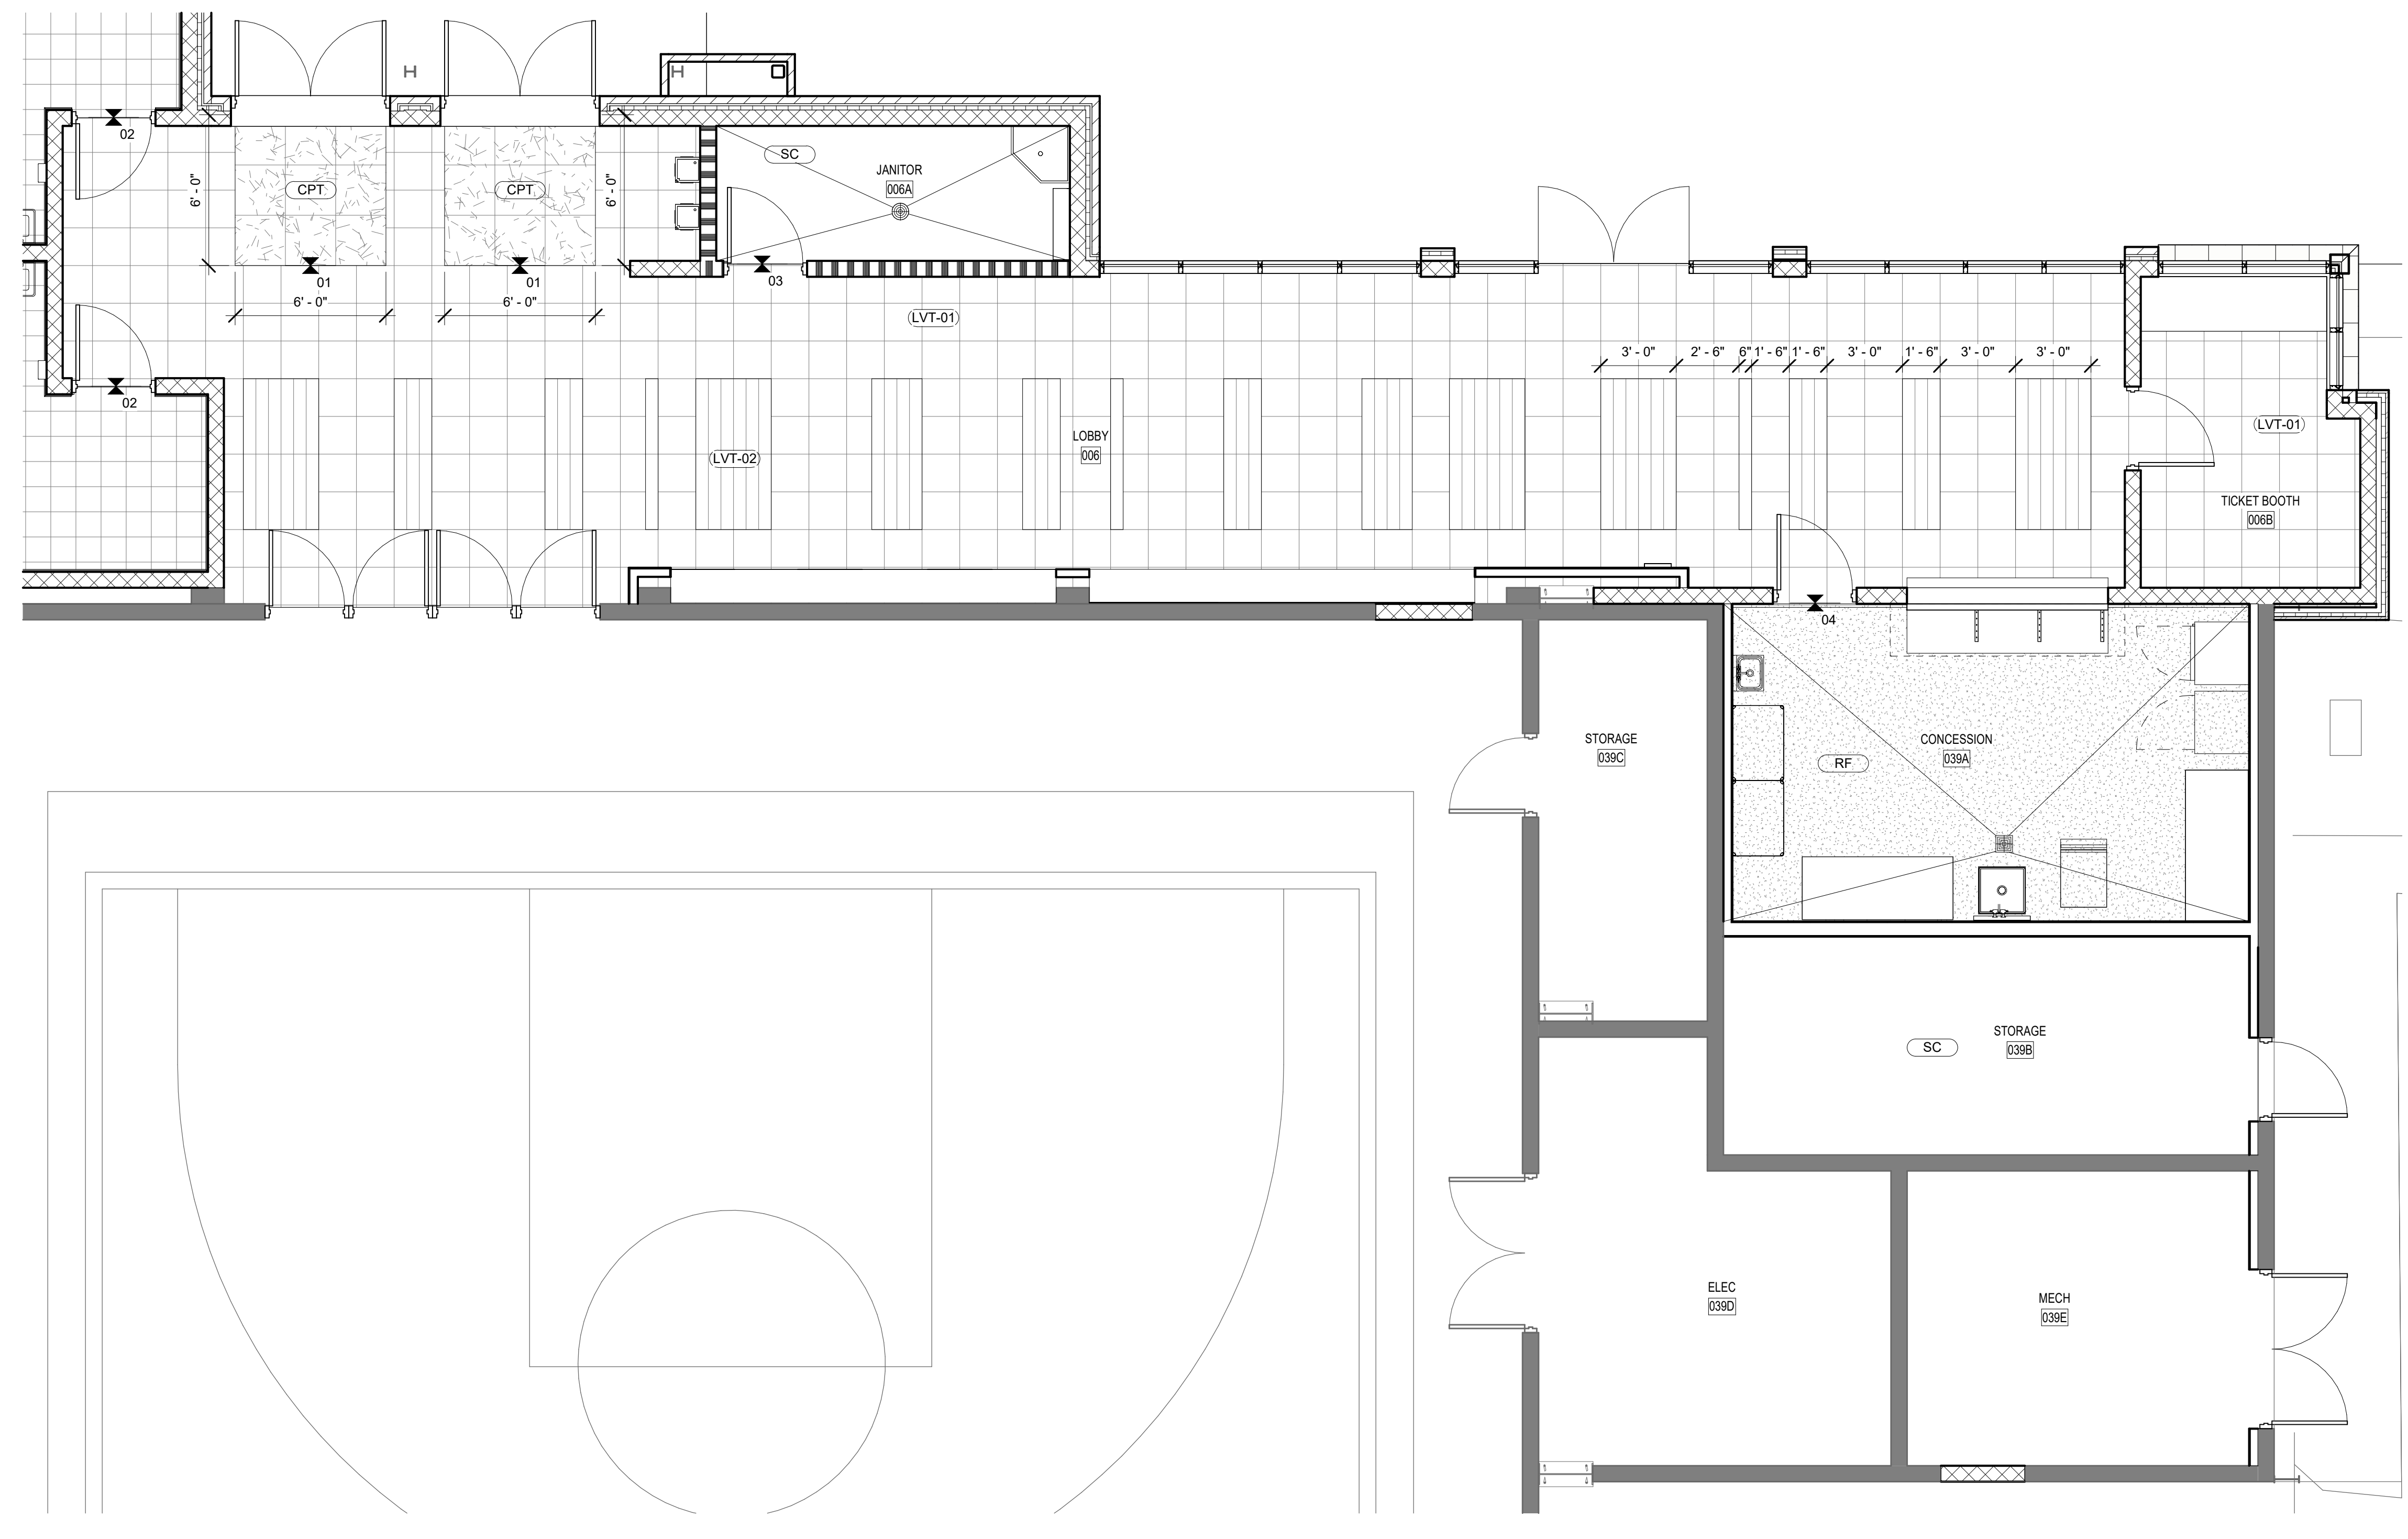 H
H
02
SC
JANITOR
006A
CPT
CPT
6' - 0"
6' - 0"
01
01
03
6' - 0"
6' - 0"
LVT-01
3' - 0"
2' - 6"
6"
1' - 6"
1' - 6"
3' - 0"
1' - 6"
3' - 0"
3' - 0"
02
LVT-01
LOBBY
006
LVT-02
TICKET BOOTH
006B
04
STORAGE
039C
CONCESSION
039A
RF
STORAGE
039B
SC
ELEC
039D
MECH
039E